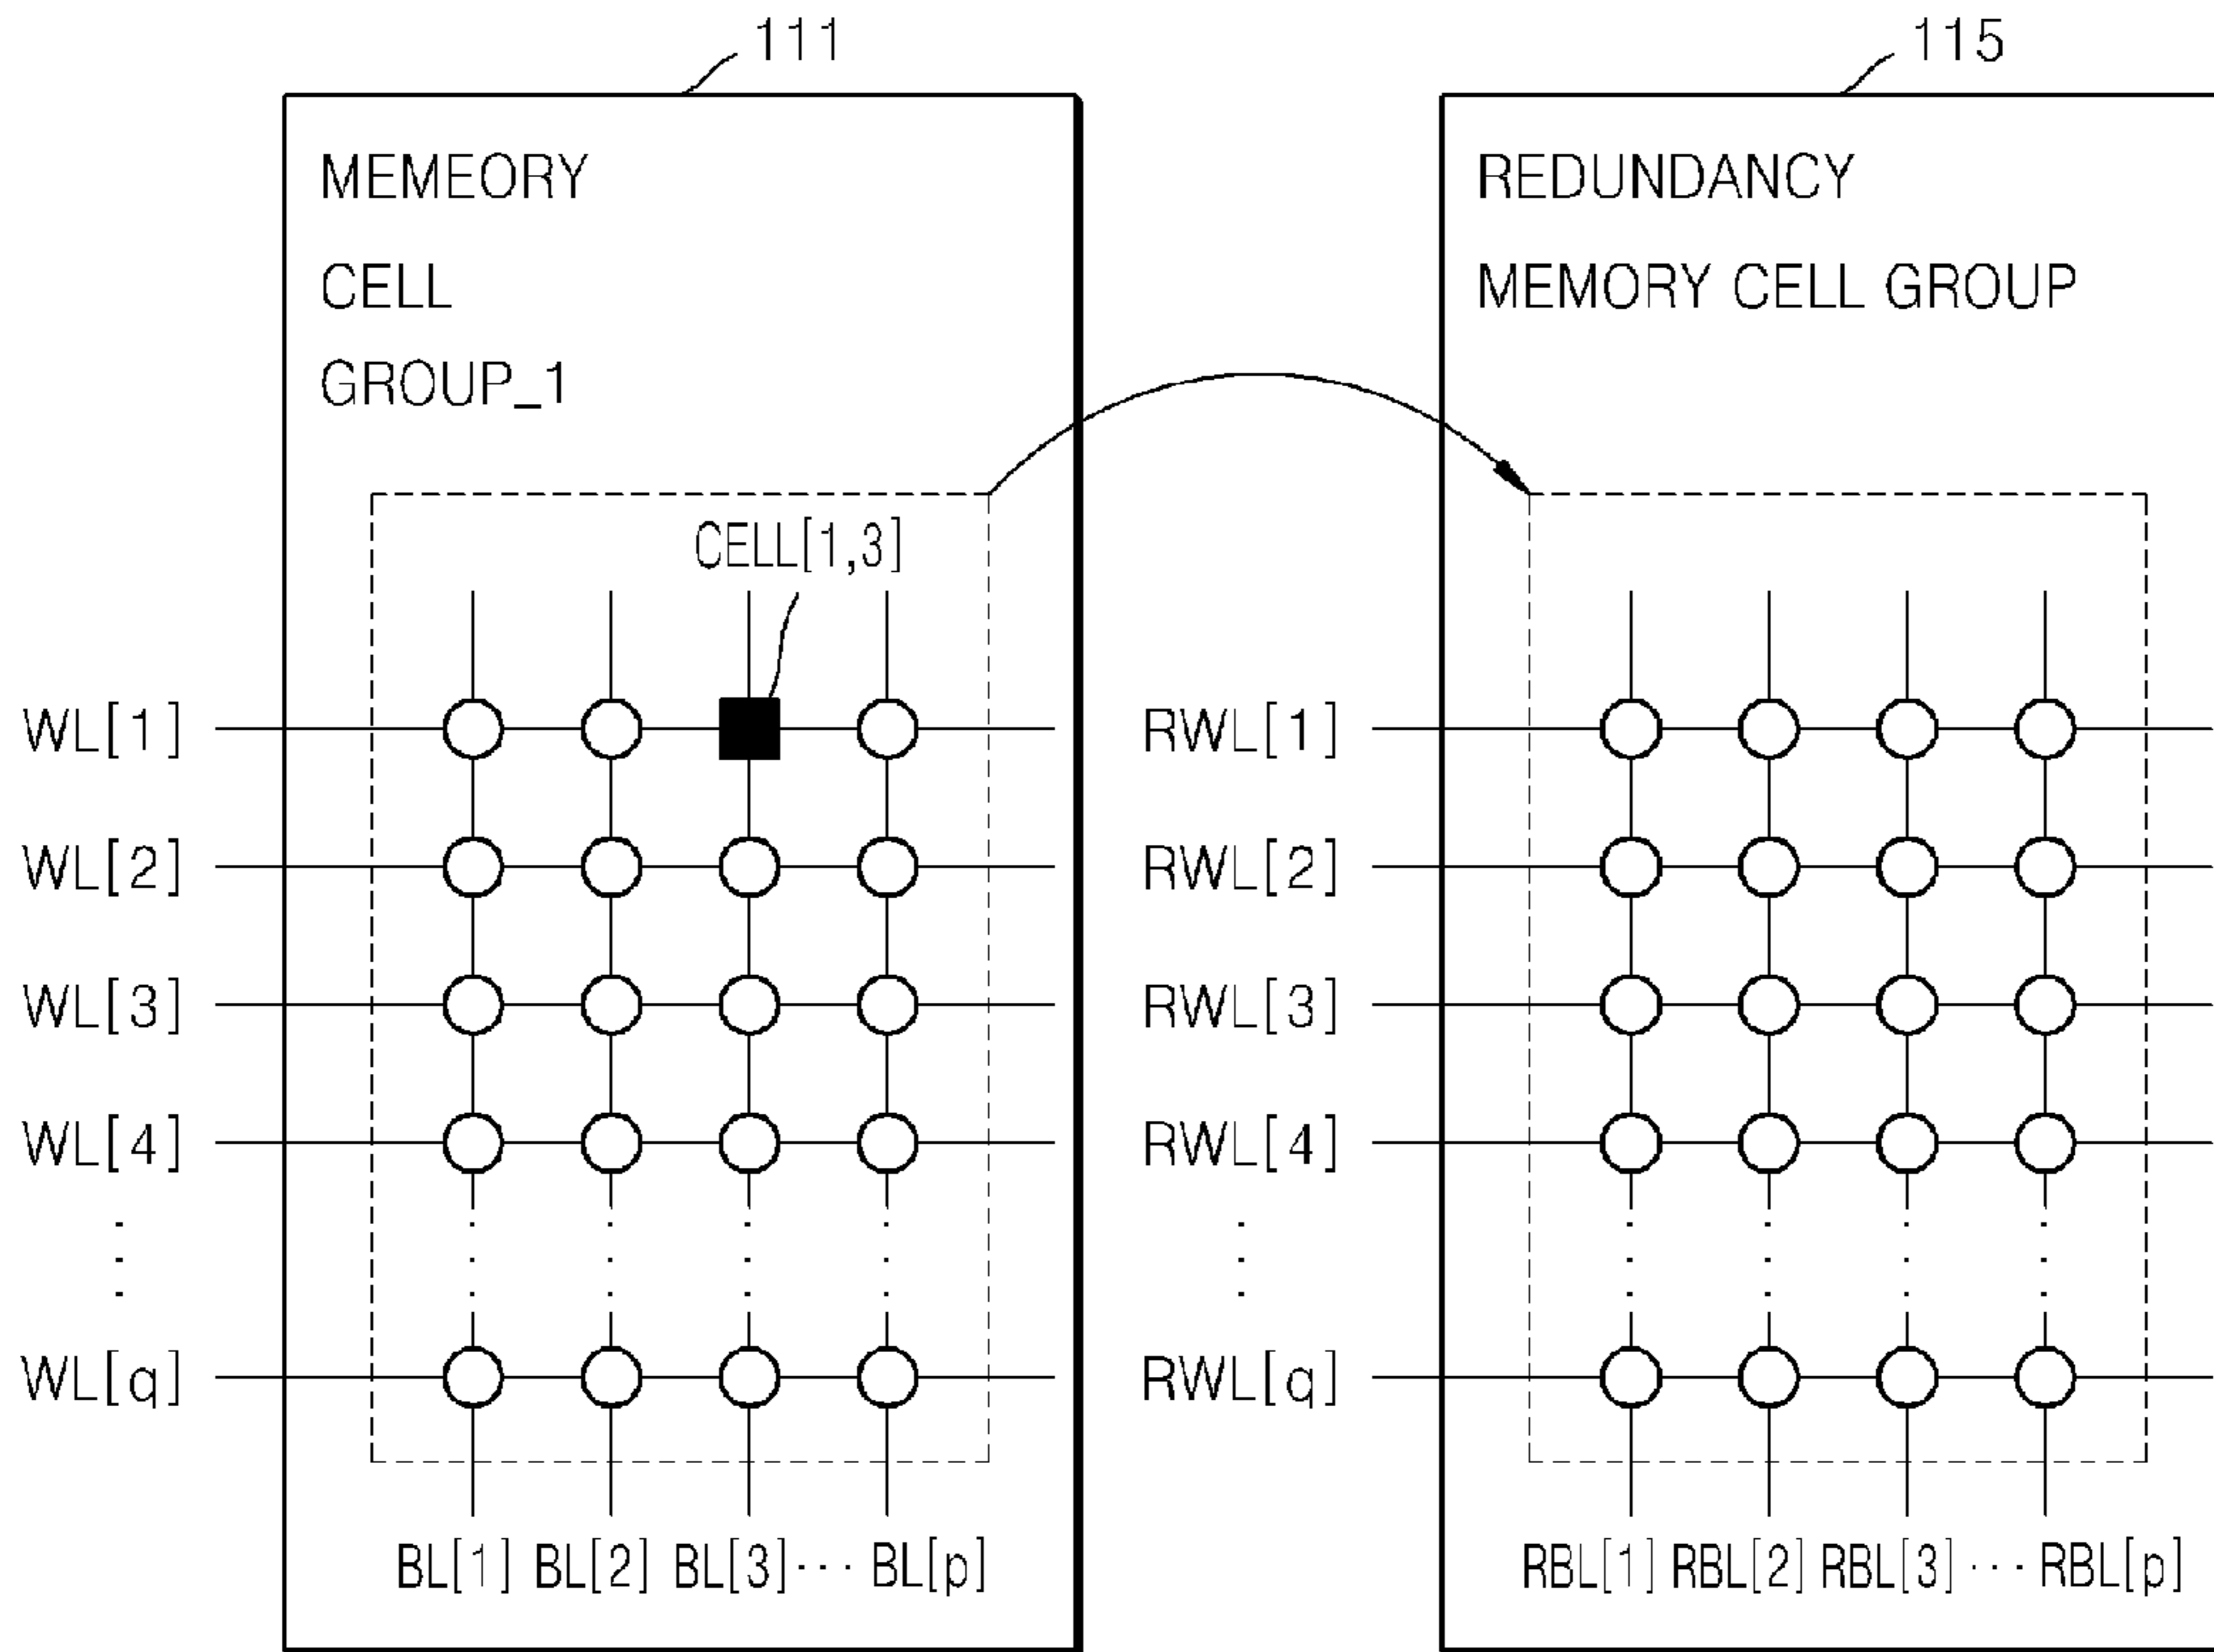 111
MEMEORY
CELL
GROUP_1
CELL[1,3]
WL[1]
WL[2]
WL[3]
WL[4]
⋮
WL[q]
BL[1] BL[2] BL[3] ··· BL[p]
115
REDUNDANCY
MEMORY CELL GROUP
RWL[1]
RWL[2]
RWL[3]
RWL[4]
⋮
RWL[q]
RBL[1] RBL[2] RBL[3] ··· RBL[p]